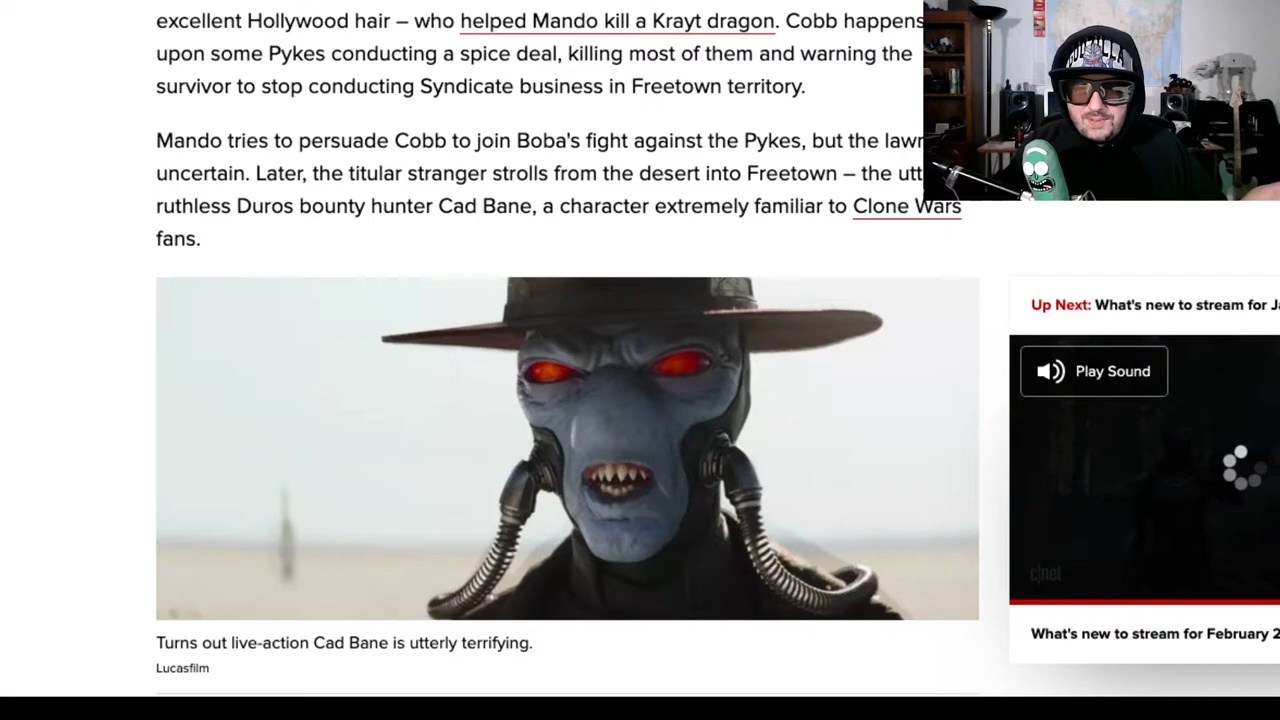 excellent Hollywood hair – who helped Mando kill a Krayt dragon. Cobb happens
upon some Pykes conducting a spice deal, killing most of them and warning the
survivor to stop conducting Syndicate business in Freetown territory.
Mando tries to persuade Cobb to join Boba's fight against the Pykes, but the
uncertain. Later, the titular stranger strolls from the desert into Freetown – the
ruthless Duros bounty hunter Cad Bane, a character extremely familiar to Clone Wars
fans.
Up Next: What's new to stream for
Play Sound
c|net
What's new to stream for February 2
Turns out live-action Cad Bane is utterly terrifying.
Lucasfilm